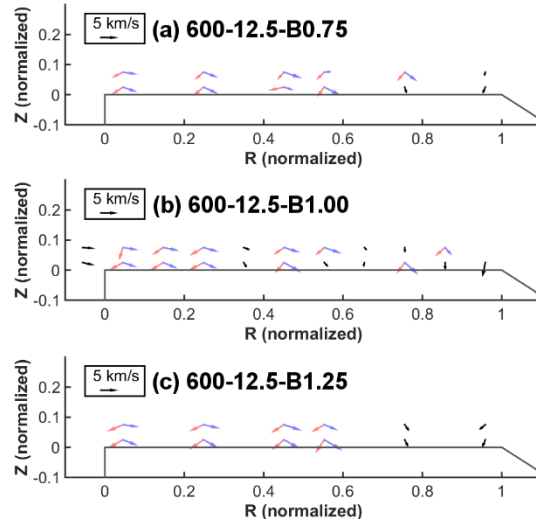 5 km/s
(a) 600-12.5-B0.75
Z (normalized)
0.2
0.1
0
-0.1
0 0.2 0.4 0.6 0.8 1
R (normalized)
5 km/s
(b) 600-12.5-B1.00
Z (normalized)
0.2
0.1
0
-0.1
0 0.2 0.4 0.6 0.8 1
R (normalized)
5 km/s
(c) 600-12.5-B1.25
Z (normalized)
0.2
0.1
0
-0.1
0 0.2 0.4 0.6 0.8 1
R (normalized)